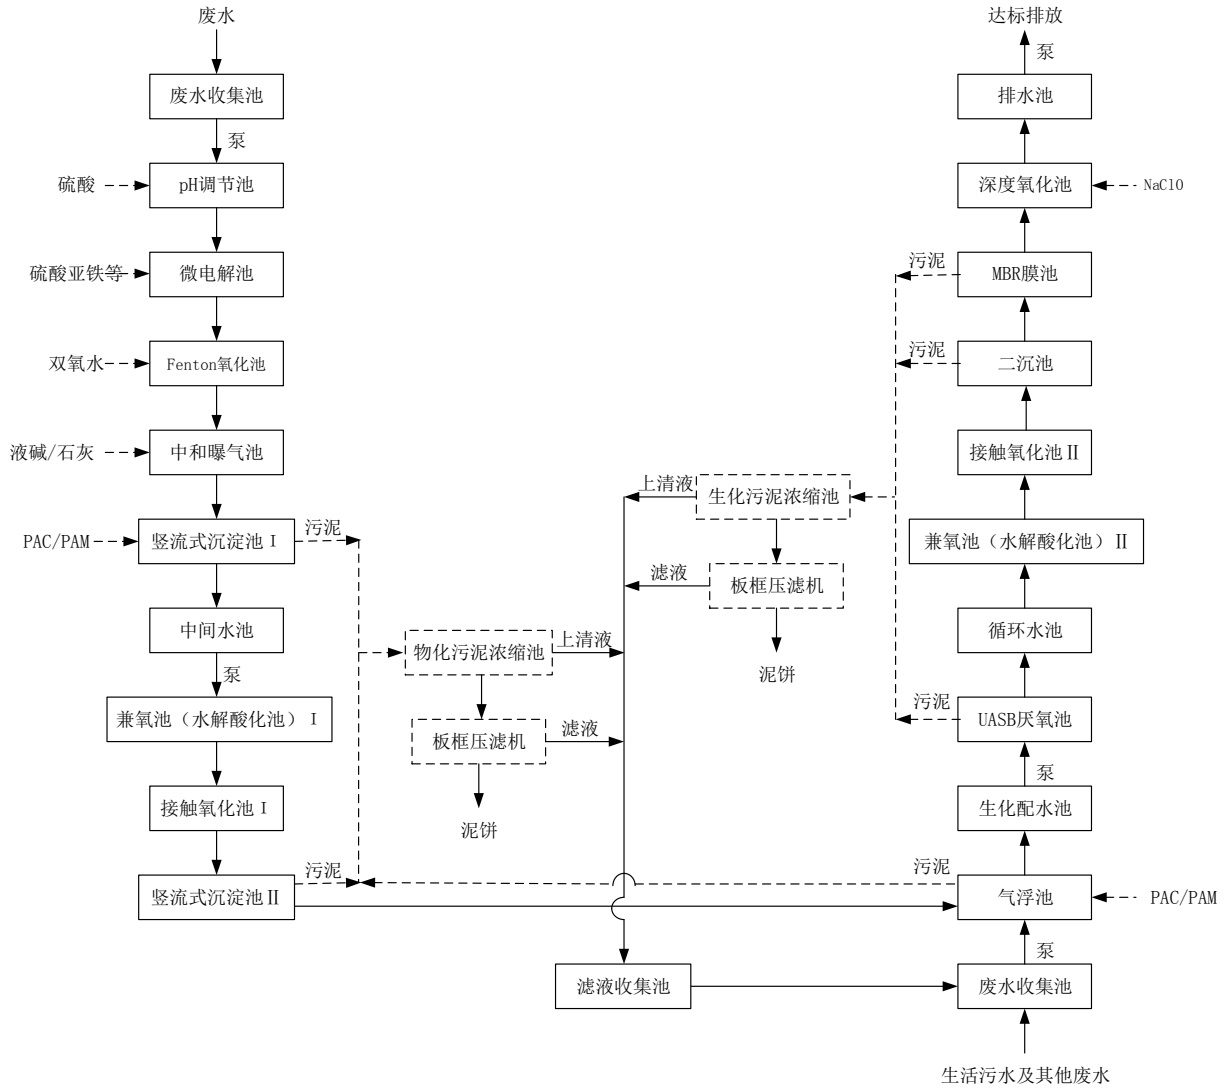 废水
废水收集池
泵
硫酸
pH调节池
硫酸亚铁等
微电解池
双氧水
Fenton氧化池
液碱/石灰
中和曝气池
PAC/PAM
竖流式沉淀池Ⅰ
污泥
中间水池
泵
兼氧池（水解酸化池）Ⅰ
接触氧化池Ⅰ
竖流式沉淀池Ⅱ
污泥
物化污泥浓缩池
上清液
板框压滤机
滤液
泥饼
上清液
生化污泥浓缩池
滤液
板框压滤机
泥饼
滤液收集池
达标排放
泵
排水池
深度氧化池
NaClO
污泥
MBR膜池
污泥
二沉池
接触氧化池Ⅱ
兼氧池（水解酸化池）Ⅱ
循环水池
污泥
UASB厌氧池
泵
生化配水池
污泥
气浮池
PAC/PAM
泵
废水收集池
生活污水及其他废水